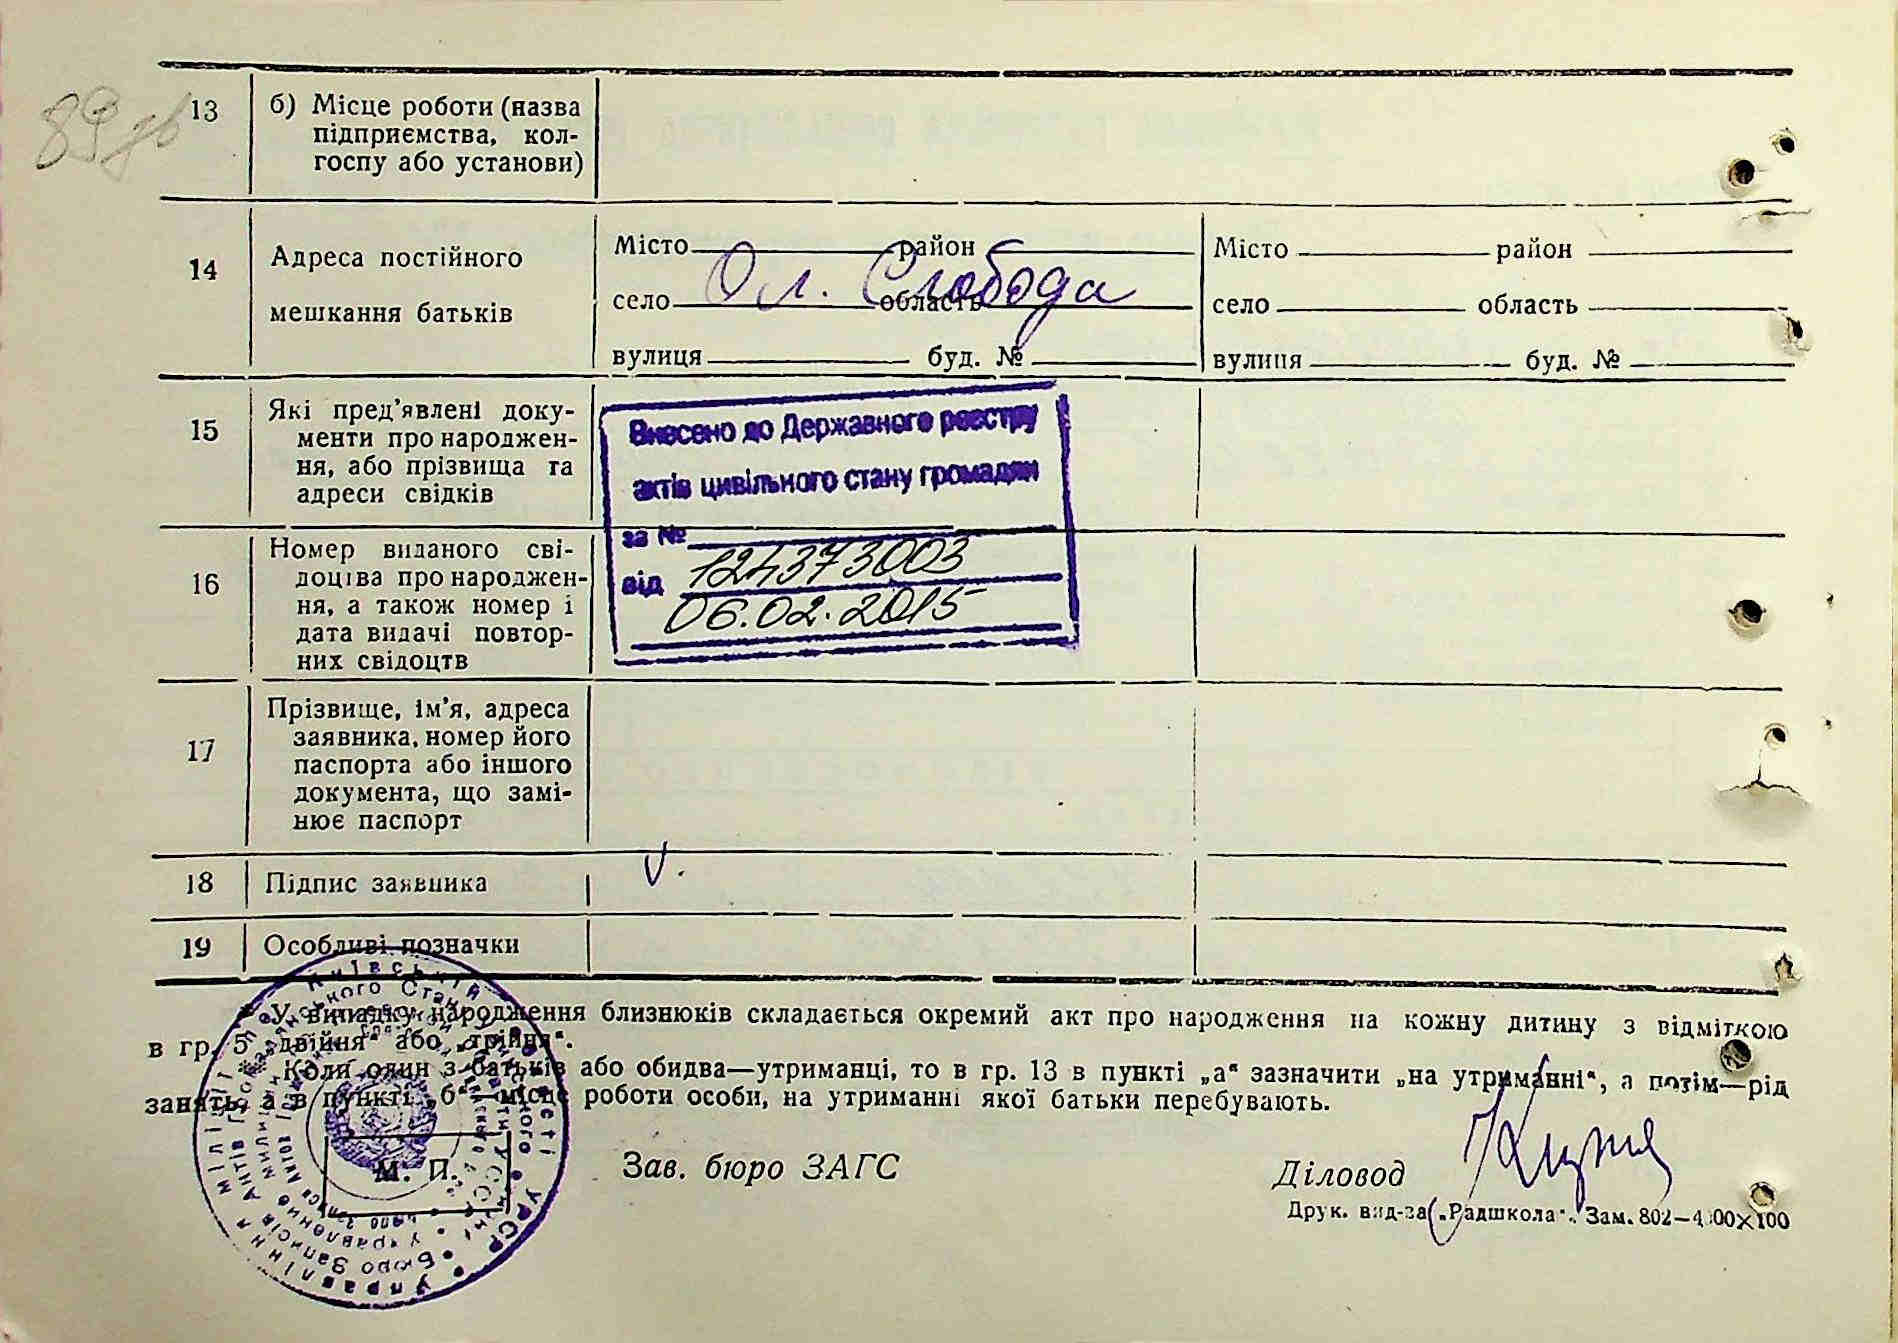 13 б) Місце роботи (назва
підприємства, кол-
госпу або установи)
14 Адреса постійного
мешкання батьків
Місто район
Ол. Слобода
село область
вулиця буд. №
Місто район
село область
вулиця буд. №
15 Які пред'явлені доку-
менти про народжен-
ня, або прізвища та
адреси свідків
Внесено до Державного реєстру
актів цивільного стану громадян
за №
124373003
від
06.02.2015
16 Номер виданого сві-
доцтва про народжен-
ня, а також номер і
дата видачі повтор-
них свідоцтв
17 Прізвище, ім'я, адреса
заявника, номер його
паспорта або іншого
документа, що замі-
нює паспорт
18 Підпис заявника
19 Особливі позначки
* У випадку народження близнюків складається окремий акт про народження на кожну дитину з відміткою
в гр. 5 „двійня“ або „трійня“.
** Коли один з батьків або обидва—утриманці, то в гр. 13 в пункті „а“ зазначити „на утриманні“, а потім—рід
занять, а в пункті „б“ місце роботи особи, на утриманні якої батьки перебувають.
М. П.
Зав. бюро ЗАГС
Діловод
Друк. вид-ва „Радшкола“. Зам. 802—4000×100